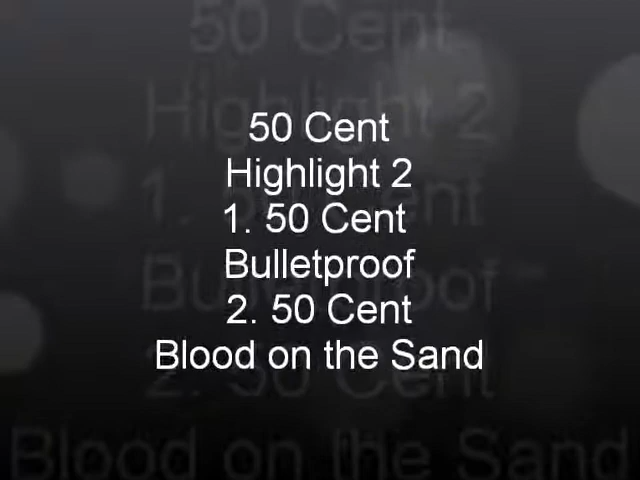 50 Cent
Highlight 2
1. 50 Cent
Bulletproof
2. 50 Cent
Blood on the Sand